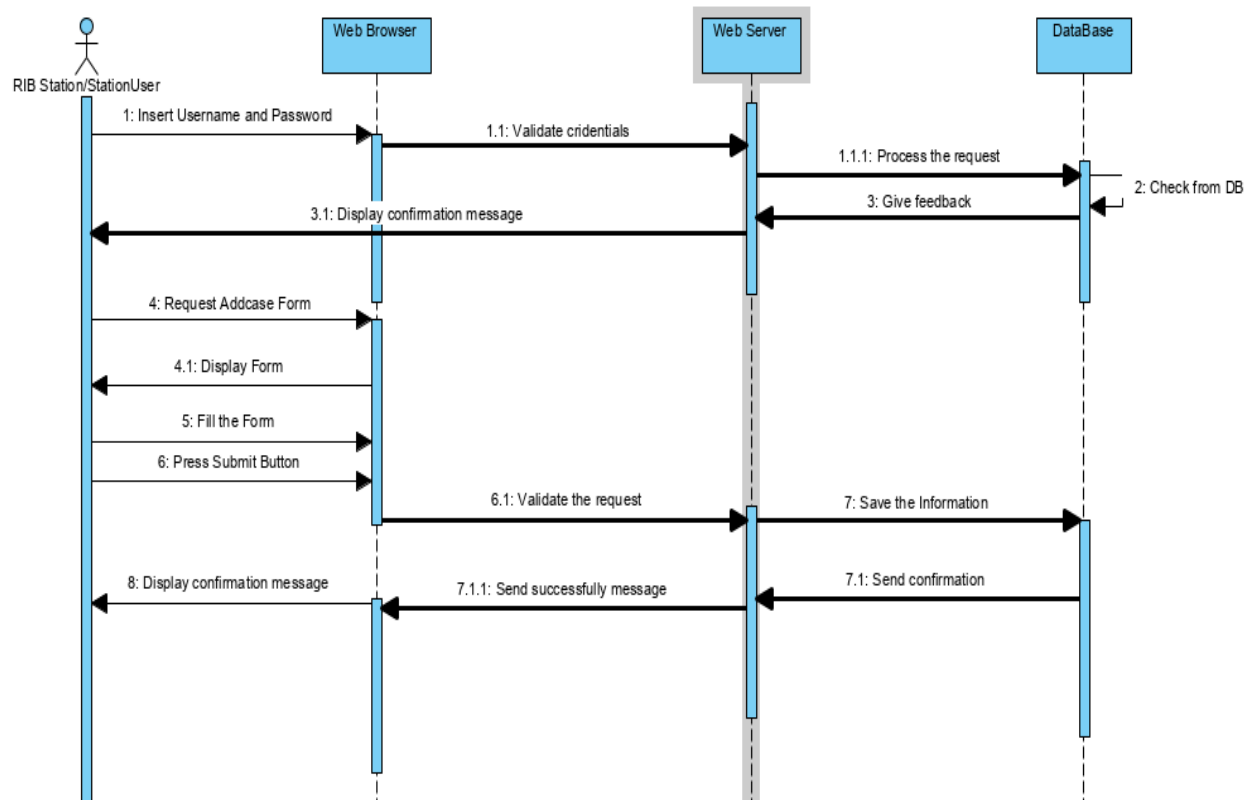 Web Browser
Web Server
DataBase
RIB Station/StationUser
1: Insert Username and Password
1.1: Validate cridentials
1.1.1: Process the request
2: Check from DB
3: Give feedback
3.1: Display confirmation message
4: Request Addcase Form
4.1: Display Form
5: Fill the Form
6: Press Submit Button
6.1: Validate the request
7: Save the Information
7.1: Send confirmation
7.1.1: Send successfully message
8: Display confirmation message